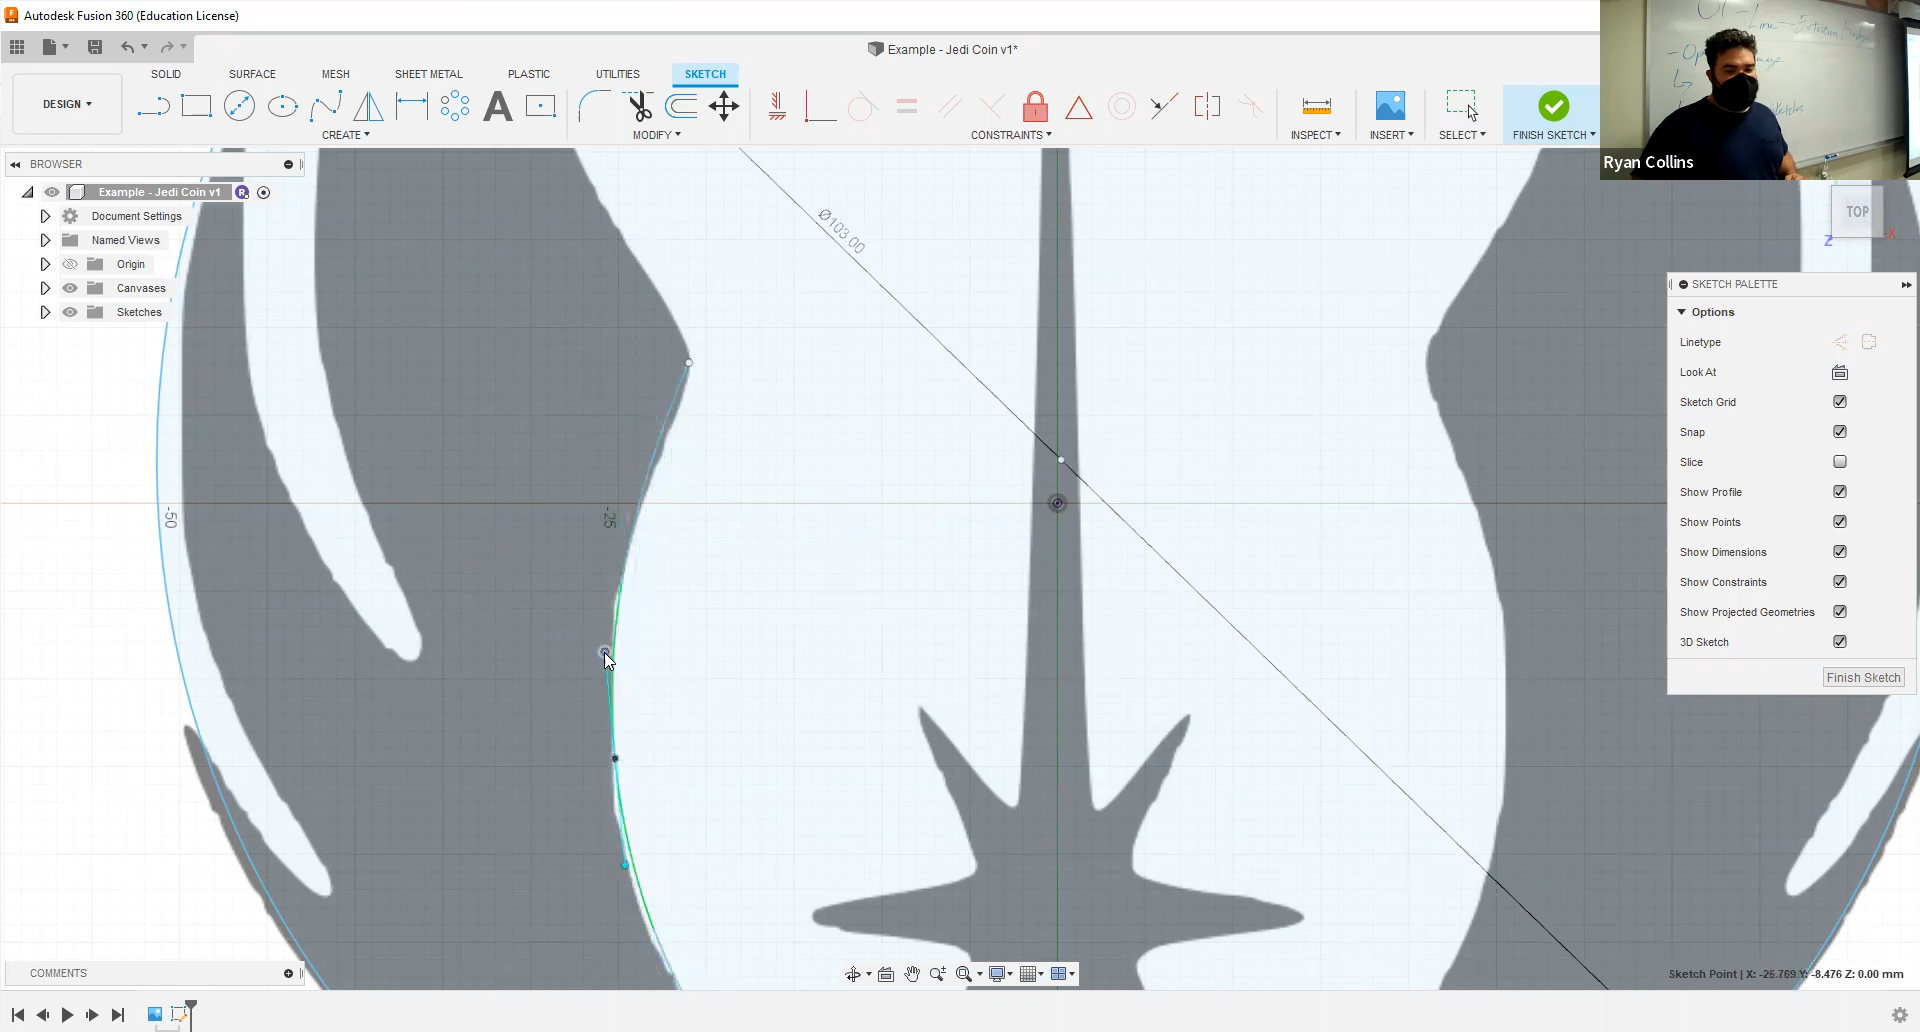 Autodesk Fusion 360 (Education License)
Example - Jedi Coin v1*
SOLID SURFACE MESH SHEET METAL PLASTIC UTILITIES SKETCH
DESIGN
CREATE MODIFY CONSTRAINTS INSPECT INSERT SELECT FINISH SKETCH
Ryan Collins
BROWSER
Example - Jedi Coin v1
Document Settings
Named Views
Origin
Canvases
Sketches
Ø103.00
-50
-25
TOP
Z
X
SKETCH PALETTE
Options
Linetype
Look At
Sketch Grid
Snap
Slice
Show Profile
Show Points
Show Dimensions
Show Constraints
Show Projected Geometries
3D Sketch
Finish Sketch
COMMENTS
Sketch Point | X: -25.769 Y: -8.476 Z: 0.00 mm